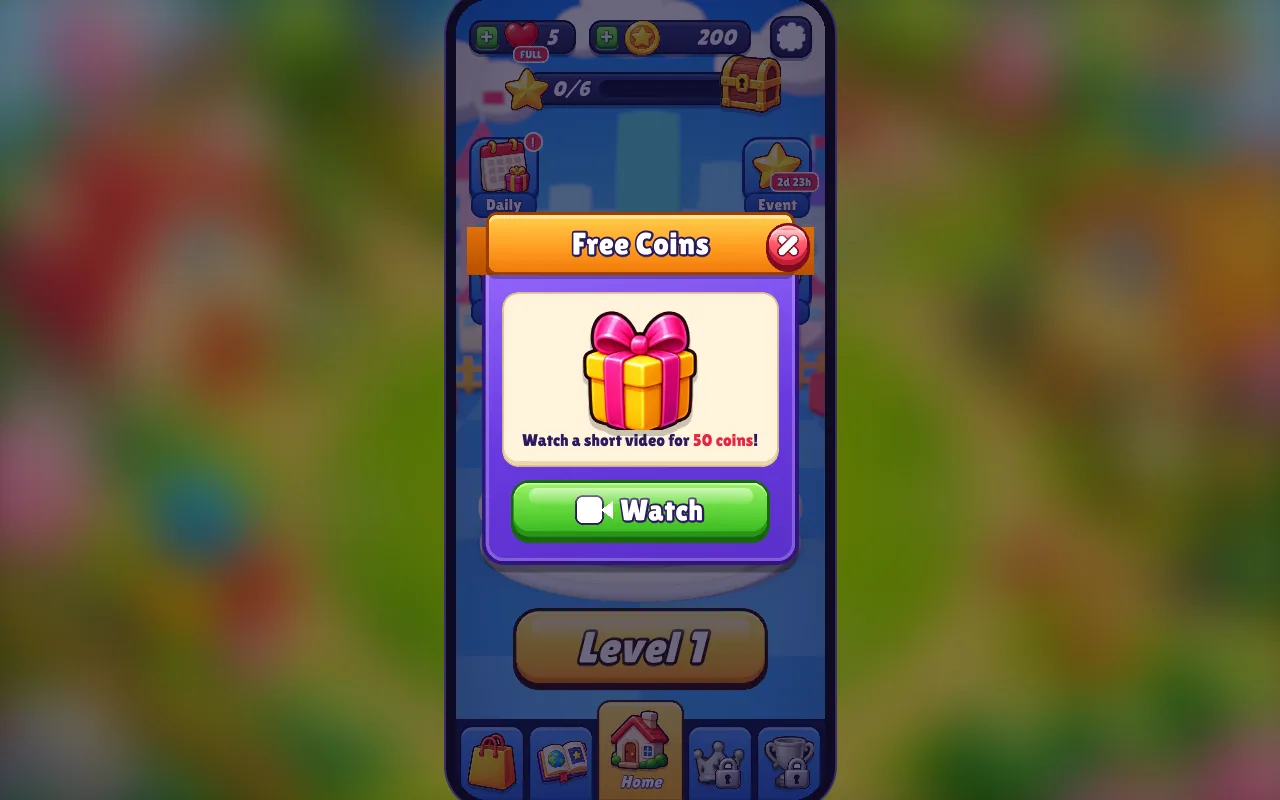 5
FULL
200
0/6
!
Daily
2d 23h
Event
Free Coins
Watch a short video for 50 coins!
Watch
Level 1
Home